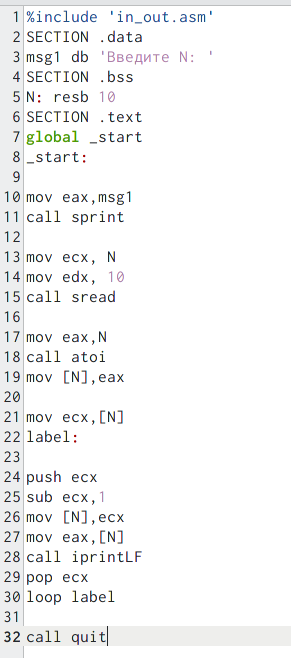 1 %include 'in_out.asm'
2 SECTION .data
3 msg1 db 'Введите N: '
4 SECTION .bss
5 N: resb 10
6 SECTION .text
7 global _start
8 _start:
9
10 mov eax,msg1
11 call sprint
12
13 mov ecx, N
14 mov edx, 10
15 call sread
16
17 mov eax,N
18 call atoi
19 mov [N],eax
20
21 mov ecx,[N]
22 label:
23
24 push ecx
25 sub ecx,1
26 mov [N],ecx
27 mov eax,[N]
28 call iprintLF
29 pop ecx
30 loop label
31
32 call quit